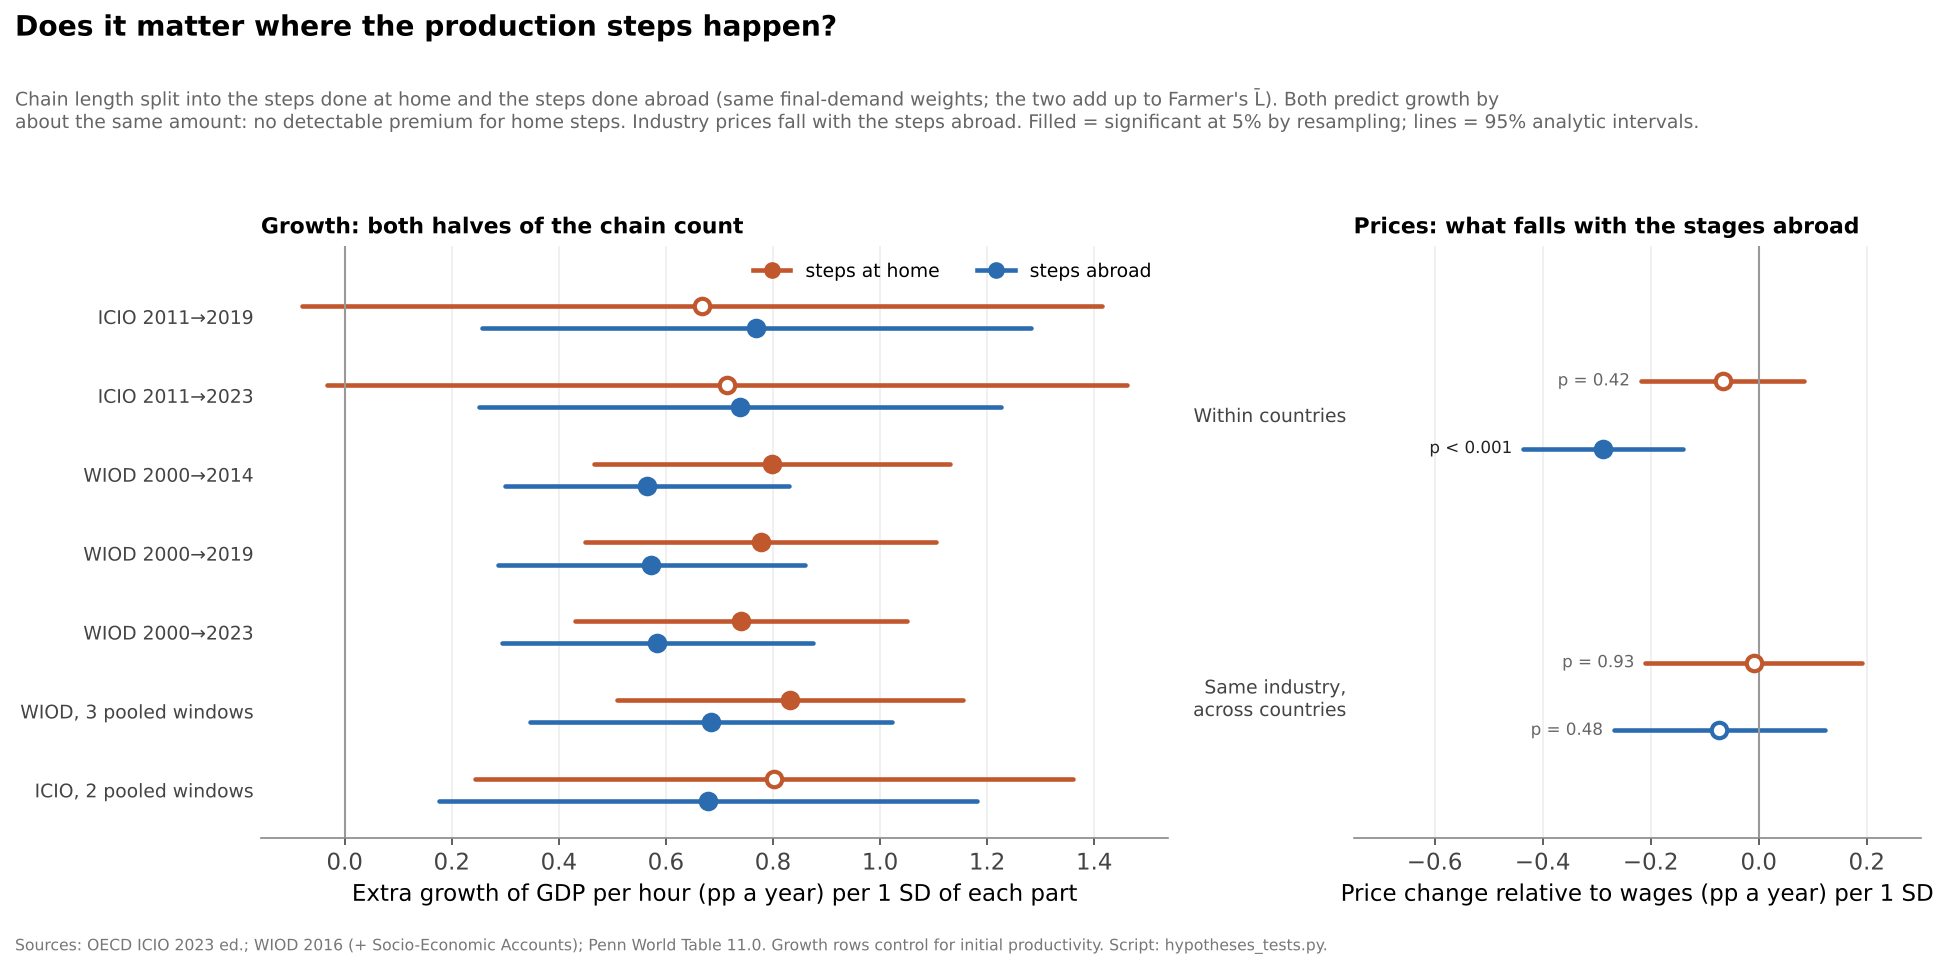 Does it matter where the production steps happen?
Chain length split into the steps done at home and the steps done abroad (same final-demand weights; the two add up to Farmer's L̄). Both predict growth by
about the same amount: no detectable premium for home steps. Industry prices fall with the steps abroad. Filled = significant at 5% by resampling; lines = 95% analytic intervals.
Growth: both halves of the chain count
steps at home
steps abroad
ICIO 2011→2019
ICIO 2011→2023
WIOD 2000→2014
WIOD 2000→2019
WIOD 2000→2023
WIOD, 3 pooled windows
ICIO, 2 pooled windows
0.0 0.2 0.4 0.6 0.8 1.0 1.2 1.4
Extra growth of GDP per hour (pp a year) per 1 SD of each part
Prices: what falls with the stages abroad
p = 0.42
Within countries
p < 0.001
p = 0.93
Same industry,
across countries
p = 0.48
−0.6 −0.4 −0.2 0.0 0.2
Price change relative to wages (pp a year) per 1 SD
Sources: OECD ICIO 2023 ed.; WIOD 2016 (+ Socio-Economic Accounts); Penn World Table 11.0. Growth rows control for initial productivity. Script: hypotheses_tests.py.